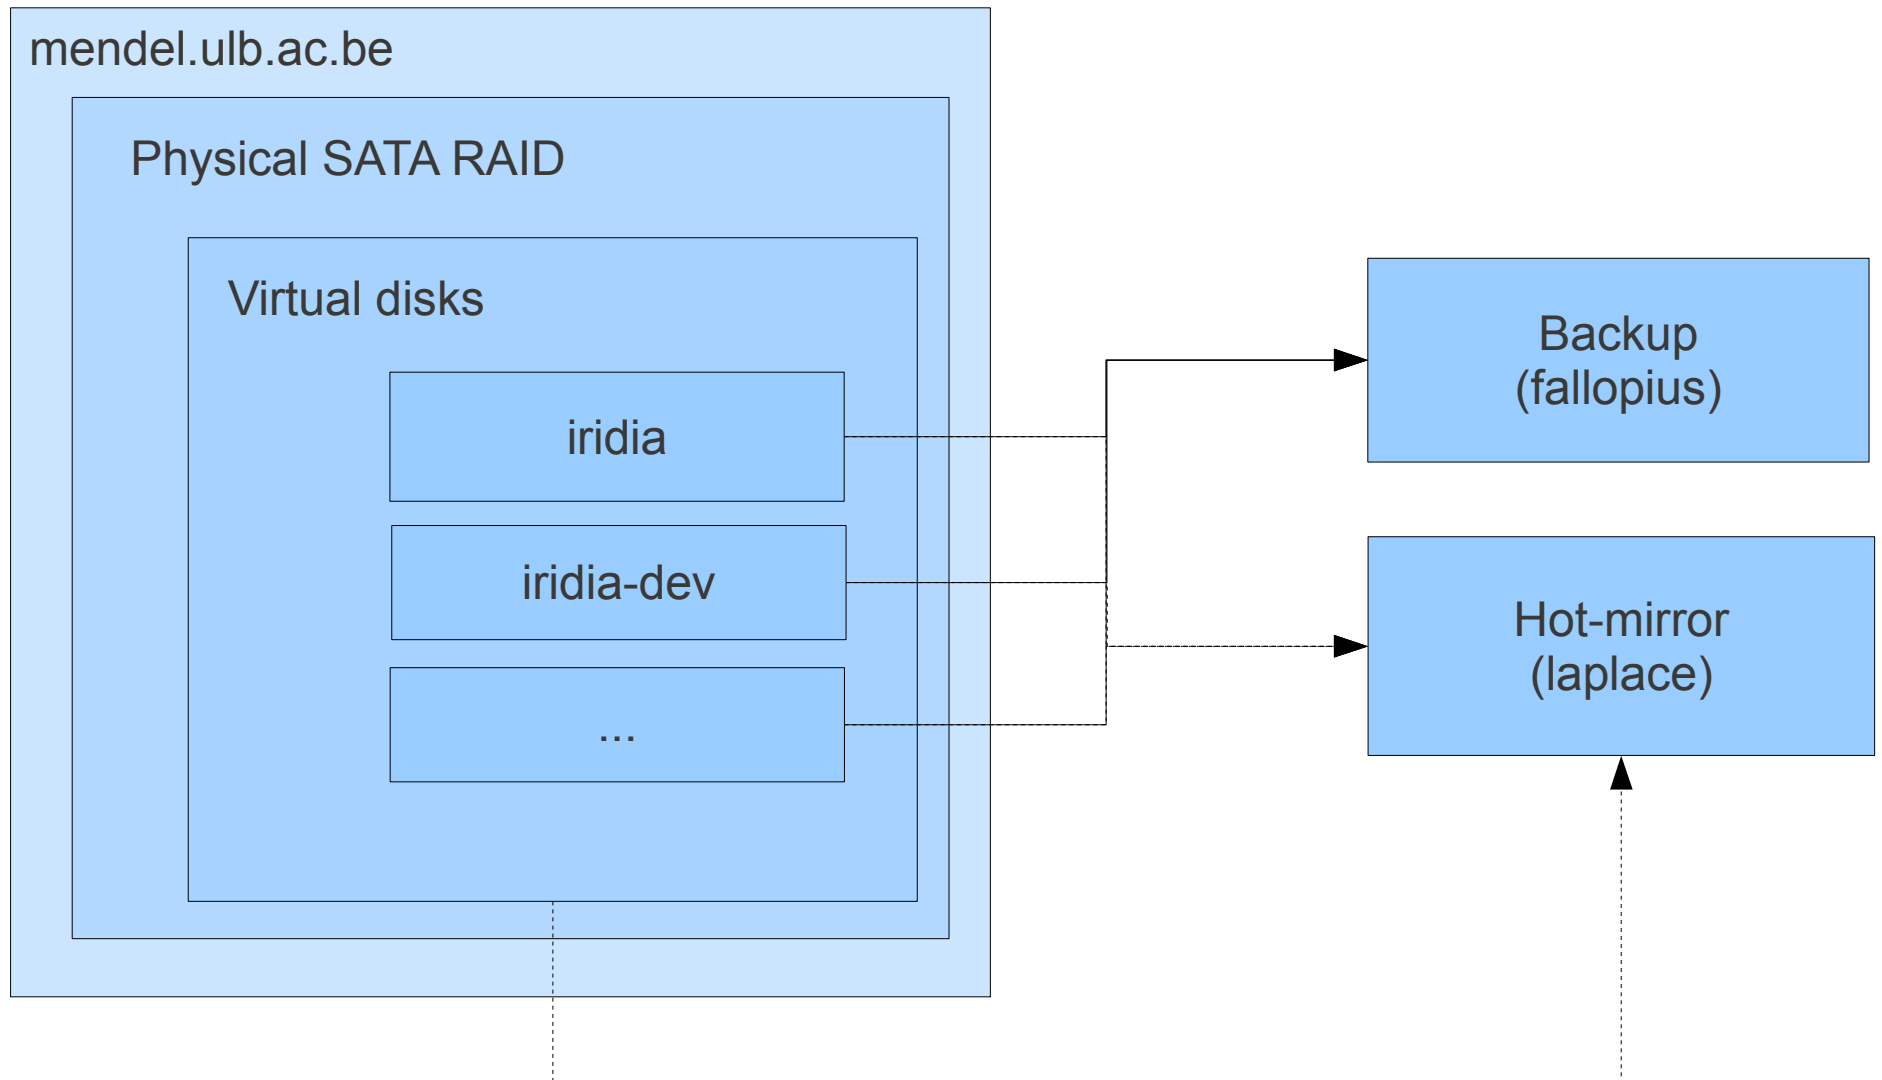 mendel.ulb.ac.be
Physical SATA RAID
Virtual disks
iridia
iridia-dev
...
Backup
(fallopius)
Hot-mirror
(laplace)